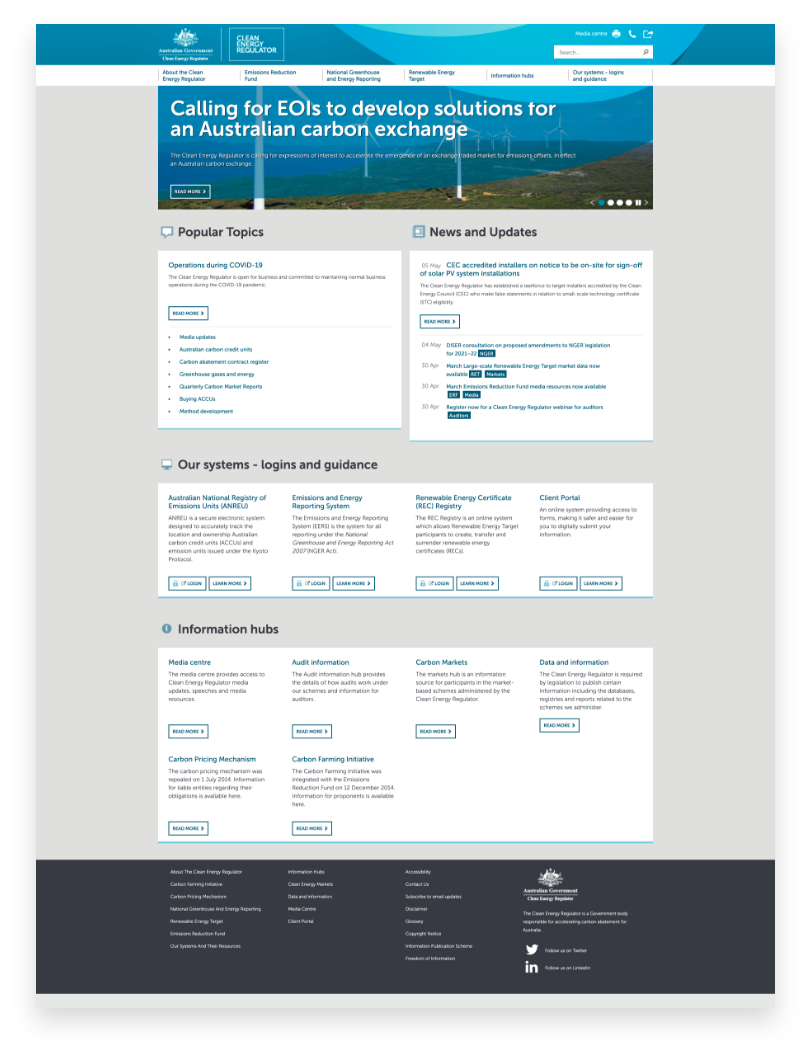 Australian Government
Clean Energy Regulator
CLEAN
ENERGY
REGULATOR
Media centre
Search...
About the Clean
Energy Regulator
Emissions Reduction
Fund
National Greenhouse
and Energy Reporting
Renewable Energy
Target
Information hubs
Our systems - logins
and guidance
Calling for EOIs to develop solutions for
an Australian carbon exchange
The Clean Energy Regulator is calling for expressions of interest to accelerate the emergence of an exchange traded market for emissions offsets, in effect
an Australian carbon exchange.
READ MORE
Popular Topics
Operations during COVID-19
The Clean Energy Regulator is open for business and committed to maintaining normal business
operations during the COVID-19 pandemic.
READ MORE
• Media updates
• Australian carbon credit units
• Carbon abatement contract register
• Greenhouse gases and energy
• Quarterly Carbon Market Reports
• Buying ACCUs
• Method development
News and Updates
05 May CEC accredited installers on notice to be on-site for sign-off
of solar PV system installations
The Clean Energy Regulator has established a taskforce to target installers accredited by the Clean
Energy Council (CEC) who make false statements in relation to small-scale technology certificate
(STC) eligibility.
READ MORE
04 May DISER consultation on proposed amendments to NGER legislation
for 2021–22 NGER
30 Apr March Large-scale Renewable Energy Target market data now
available RET Markets
30 Apr March Emissions Reduction Fund media resources now available
ERF Media
30 Apr Register now for a Clean Energy Regulator webinar for auditors
Auditors
Our systems - logins and guidance
Australian National Registry of
Emissions Units (ANREU)
ANREU is a secure electronic system
designed to accurately track the
location and ownership Australian
carbon credit units (ACCUs) and
emission units issued under the Kyoto
Protocol.
LOGIN
LEARN MORE
Emissions and Energy
Reporting System
The Emissions and Energy Reporting
System (EERS) is the system for all
reporting under the National
Greenhouse and Energy Reporting Act
2007 (NGER Act).
LOGIN
LEARN MORE
Renewable Energy Certificate
(REC) Registry
The REC Registry is an online system
which allows Renewable Energy Target
participants to create, transfer and
surrender renewable energy
certificates (RECs).
LOGIN
LEARN MORE
Client Portal
An online system providing access to
forms, making it safer and easier for
you to digitally submit your
information.
LOGIN
LEARN MORE
Information hubs
Media centre
The media centre provides access to
Clean Energy Regulator media
updates, speeches and media
resources.
READ MORE
Audit information
The Audit information hub provides
the details of how audits work under
our schemes and information for
auditors.
READ MORE
Carbon Markets
The markets hub is an information
source for participants in the market-
based schemes administered by the
Clean Energy Regulator.
READ MORE
Data and information
The Clean Energy Regulator is required
by legislation to publish certain
information including the databases,
registries and reports related to the
schemes we administer.
READ MORE
Carbon Pricing Mechanism
The carbon pricing mechanism was
repealed on 1 July 2014. Information
for liable entities regarding their
obligations is available here.
READ MORE
Carbon Farming Initiative
The Carbon Farming Initiative was
integrated with the Emissions
Reduction Fund on 12 December 2014.
Information for proponents is available
here.
READ MORE
About The Clean Energy Regulator
Carbon farming Initiative
Carbon Pricing Mechanism
National Greenhouse And Energy Reporting
Renewable Energy Target
Emissions Reduction Fund
Our Systems And Their Resources
Information Hubs
Clean Energy Markets
Data and information
Media Centre
Client Portal
Accessibility
Contact Us
Subscribe to email updates
Disclaimer
Glossary
Copyright Notice
Information Publication Scheme
Freedom of Information
Australian Government
Clean Energy Regulator
The Clean Energy Regulator is a Government body
responsible for accelerating carbon abatement for
Australia.
Follow us on Twitter
in Follow us on LinkedIn